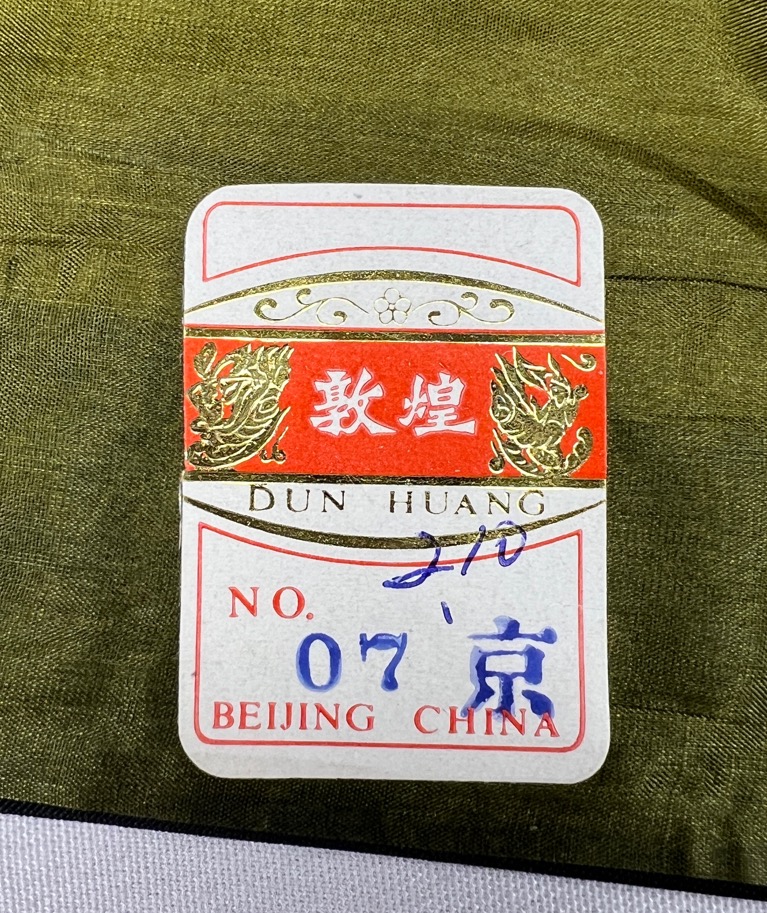 敦煌
DUN HUANG
210
NO.
07 京
BEIJING CHINA